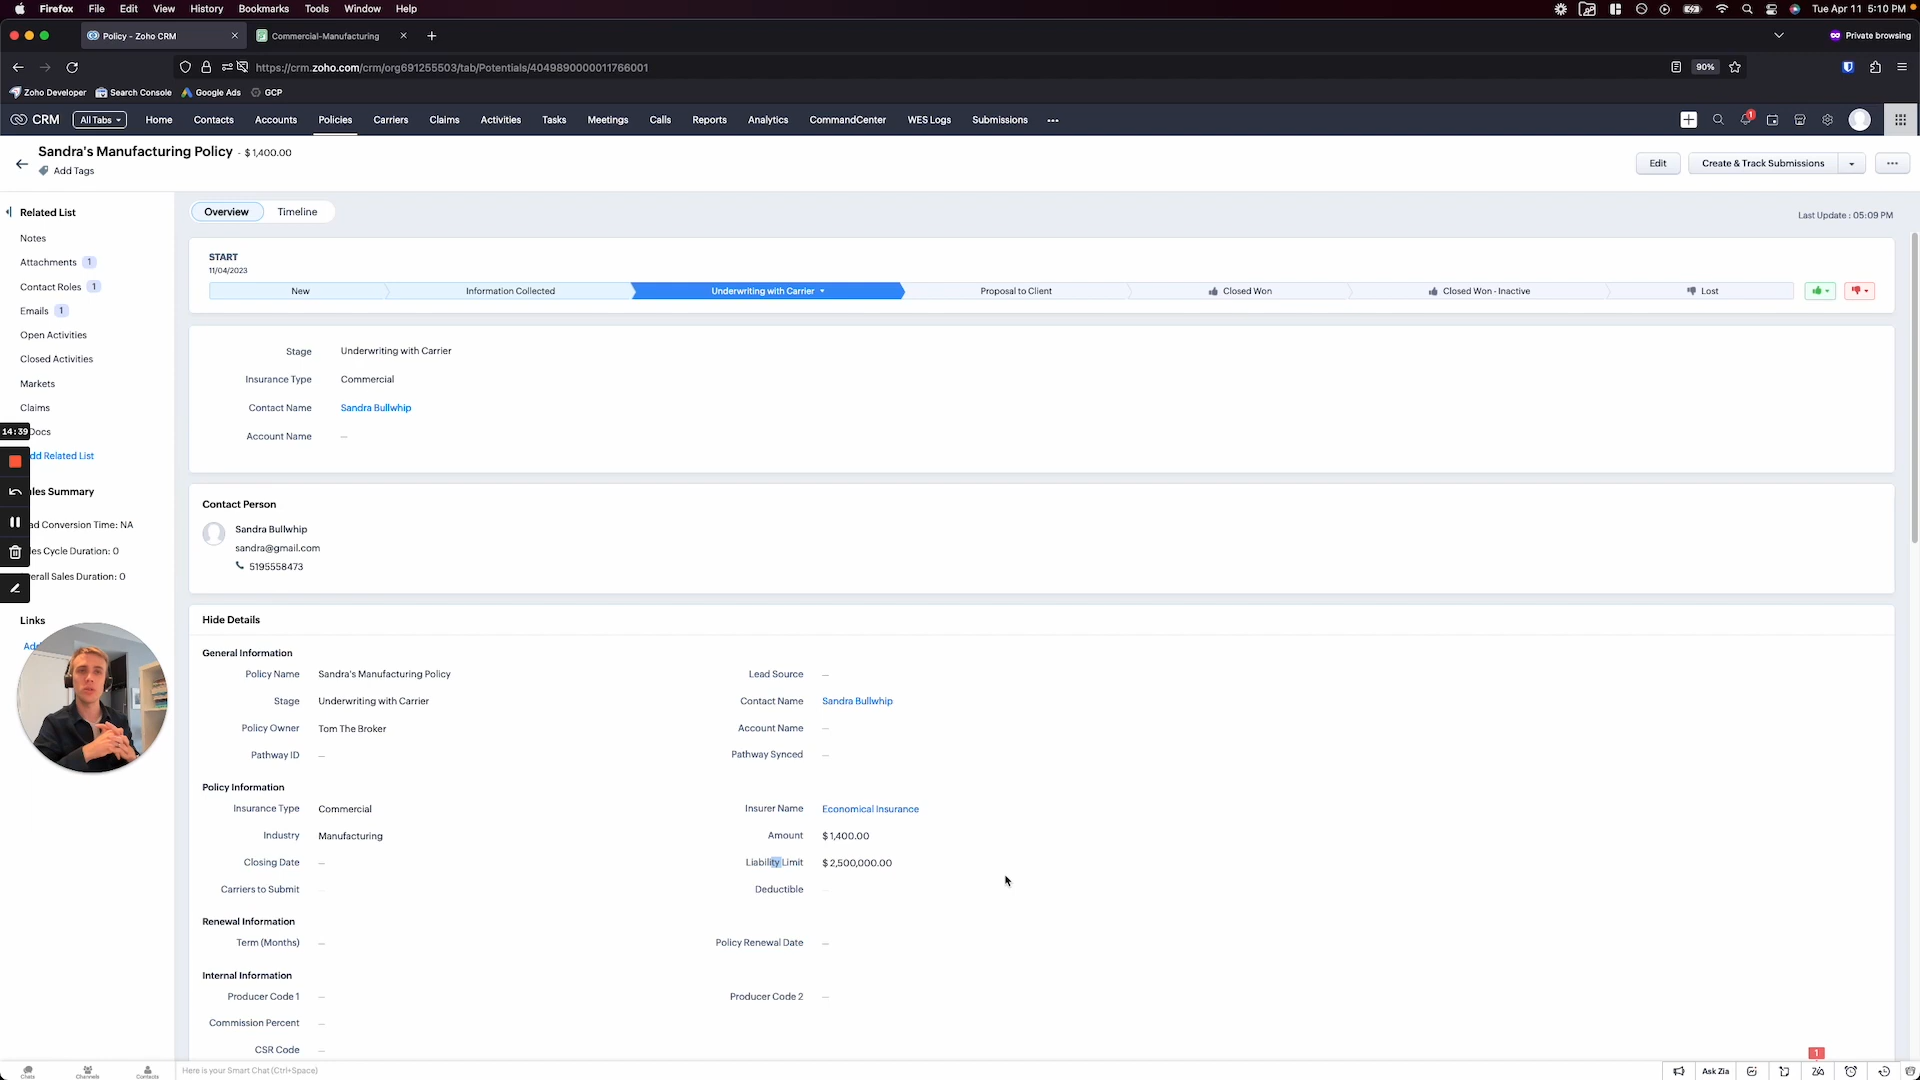 Firefox File Edit View History Bookmarks Tools Window Help Tue Apr 11 5:10 PM
Policy - Zoho CRM Commercial-Manufacturing Private browsing
https://crm.zoho.com/crm/org691255503/tab/Potentials/4049890000011766001 90%
Zoho Developer Search Console Google Ads GCP
CRM All Tabs Home Contacts Accounts Policies Carriers Claims Activities Tasks Meetings Calls Reports Analytics CommandCenter WES Logs Submissions ••• 1
Sandra's Manufacturing Policy - $ 1,400.00
Add Tags
Edit Create & Track Submissions •••
Related List
Notes
Attachments 1
Contact Roles 1
Emails 1
Open Activities
Closed Activities
Markets
Claims
14:39 Docs
dd Related List
les Summary
ad Conversion Time: NA
les Cycle Duration: 0
erall Sales Duration: 0
Links
Add
Overview Timeline
Last Update : 05:09 PM
START
11/04/2023
New Information Collected Underwriting with Carrier Proposal to Client Closed Won Closed Won - Inactive Lost
Stage Underwriting with Carrier
Insurance Type Commercial
Contact Name Sandra Bullwhip
Account Name —
Contact Person
Sandra Bullwhip
sandra@gmail.com
5195558473
Hide Details
General Information
Policy Name Sandra's Manufacturing Policy Lead Source —
Stage Underwriting with Carrier Contact Name Sandra Bullwhip
Policy Owner Tom The Broker Account Name —
Pathway ID — Pathway Synced —
Policy Information
Insurance Type Commercial Insurer Name Economical Insurance
Industry Manufacturing Amount $ 1,400.00
Closing Date — Liability Limit $ 2,500,000.00
Carriers to Submit Deductible
Renewal Information
Term (Months) — Policy Renewal Date —
Internal Information
Producer Code 1 — Producer Code 2 —
Commission Percent —
CSR Code —
Chats Channels Contacts Here is your Smart Chat (Ctrl+Space) 1 Ask Zia